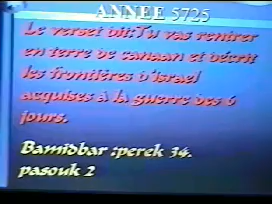 ANNEE 5725
Le verset dit:Tu vas rentrer
en terre de canaan et décrit
les frontières d'Israel
acquises à la guerre des 6
jours.
Bamidbar :perek 34.
pasouk 2